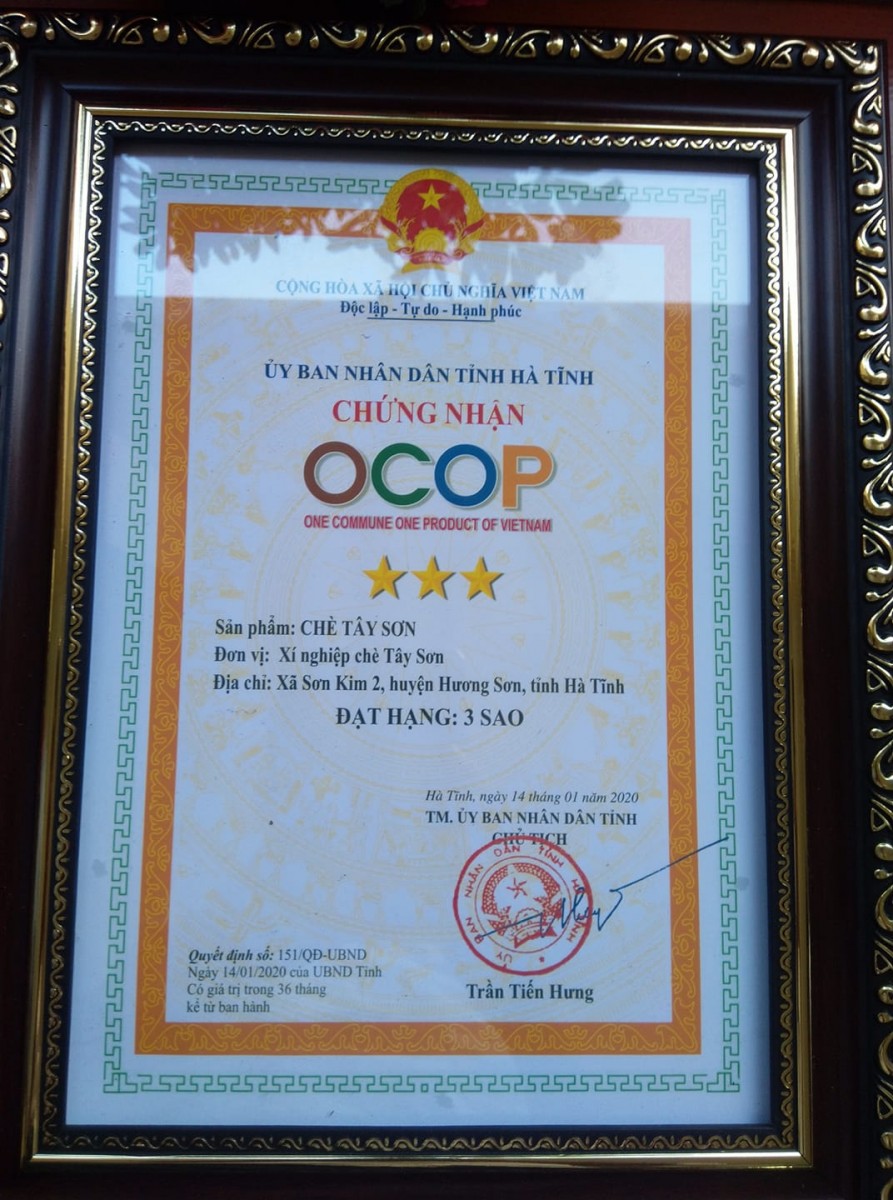 CỘNG HÒA XÃ HỘI CHỦ NGHĨA VIỆT NAM
Độc lập - Tự do - Hạnh phúc
ỦY BAN NHÂN DÂN TỈNH HÀ TĨNH
CHỨNG NHẬN
OCOP
ONE COMMUNE ONE PRODUCT OF VIETNAM
Sản phẩm: CHÈ TÂY SƠN
Đơn vị: Xí nghiệp chè Tây Sơn
Địa chỉ: Xã Sơn Kim 2, huyện Hương Sơn, tỉnh Hà Tĩnh
ĐẠT HẠNG: 3 SAO
Hà Tĩnh, ngày 14 tháng 01 năm 2020
TM. ỦY BAN NHÂN DÂN TỈNH
CHỦ TỊCH
ỦY BAN NHÂN DÂN TỈNH
Trần Tiến Hưng
Quyết định số: 151/QĐ-UBND
Ngày 14/01/2020 của UBND Tỉnh
Có giá trị trong 36 tháng
kể từ ban hành